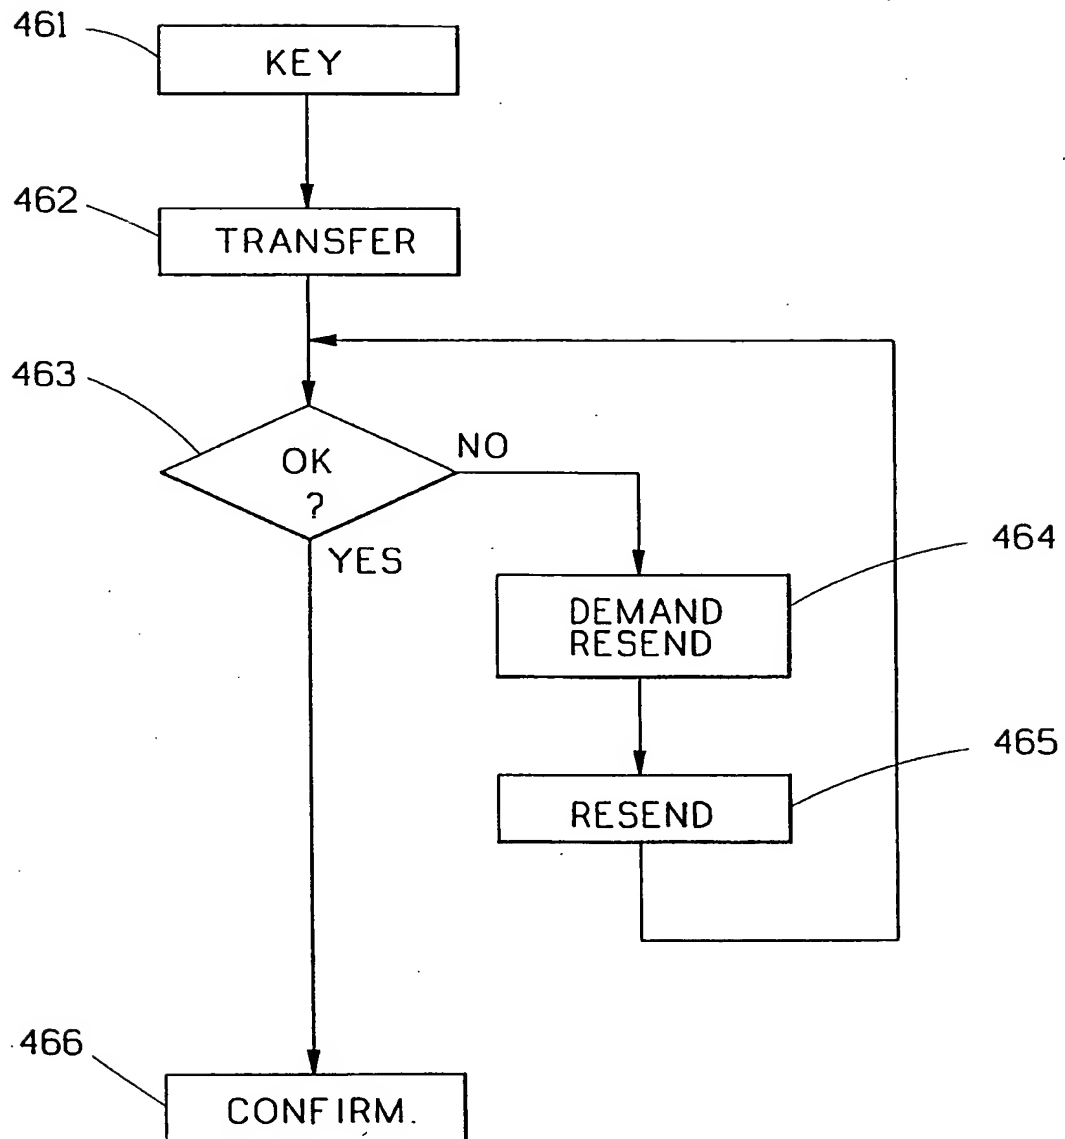 461
KEY
462
TRANSFER
463
OK
?
NO
YES
464
DEMAND
RESEND
465
RESEND
466
CONFIRM.